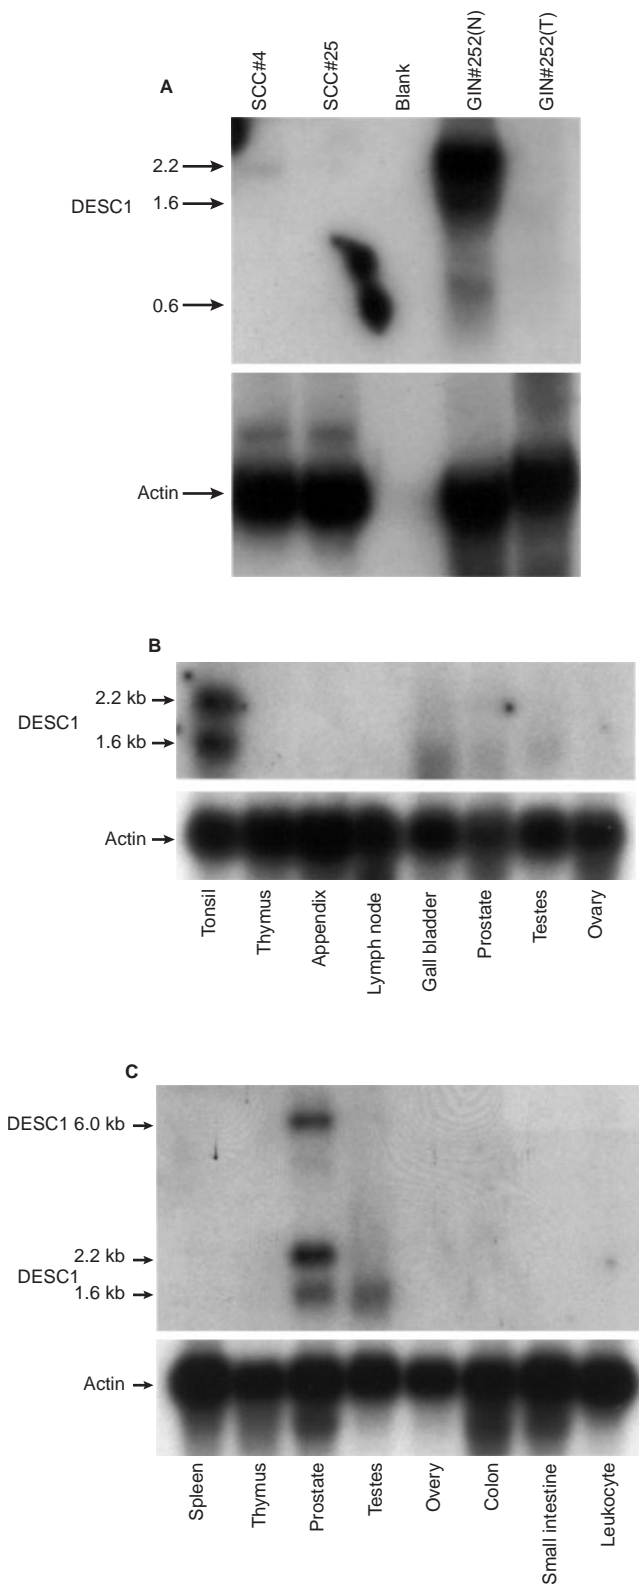 A
SCC#4
SCC#25
Blank
GIN#252(N)
GIN#252(T)
2.2
DESC1
1.6
0.6
Actin
B
2.2 kb
DESC1
1.6 kb
Actin
Tonsil
Thymus
Appendix
Lymph node
Gall bladder
Prostate
Testes
Ovary
C
DESC1 6.0 kb
2.2 kb
DESC1
1.6 kb
Actin
Spleen
Thymus
Prostate
Testes
Overy
Colon
Small intestine
Leukocyte